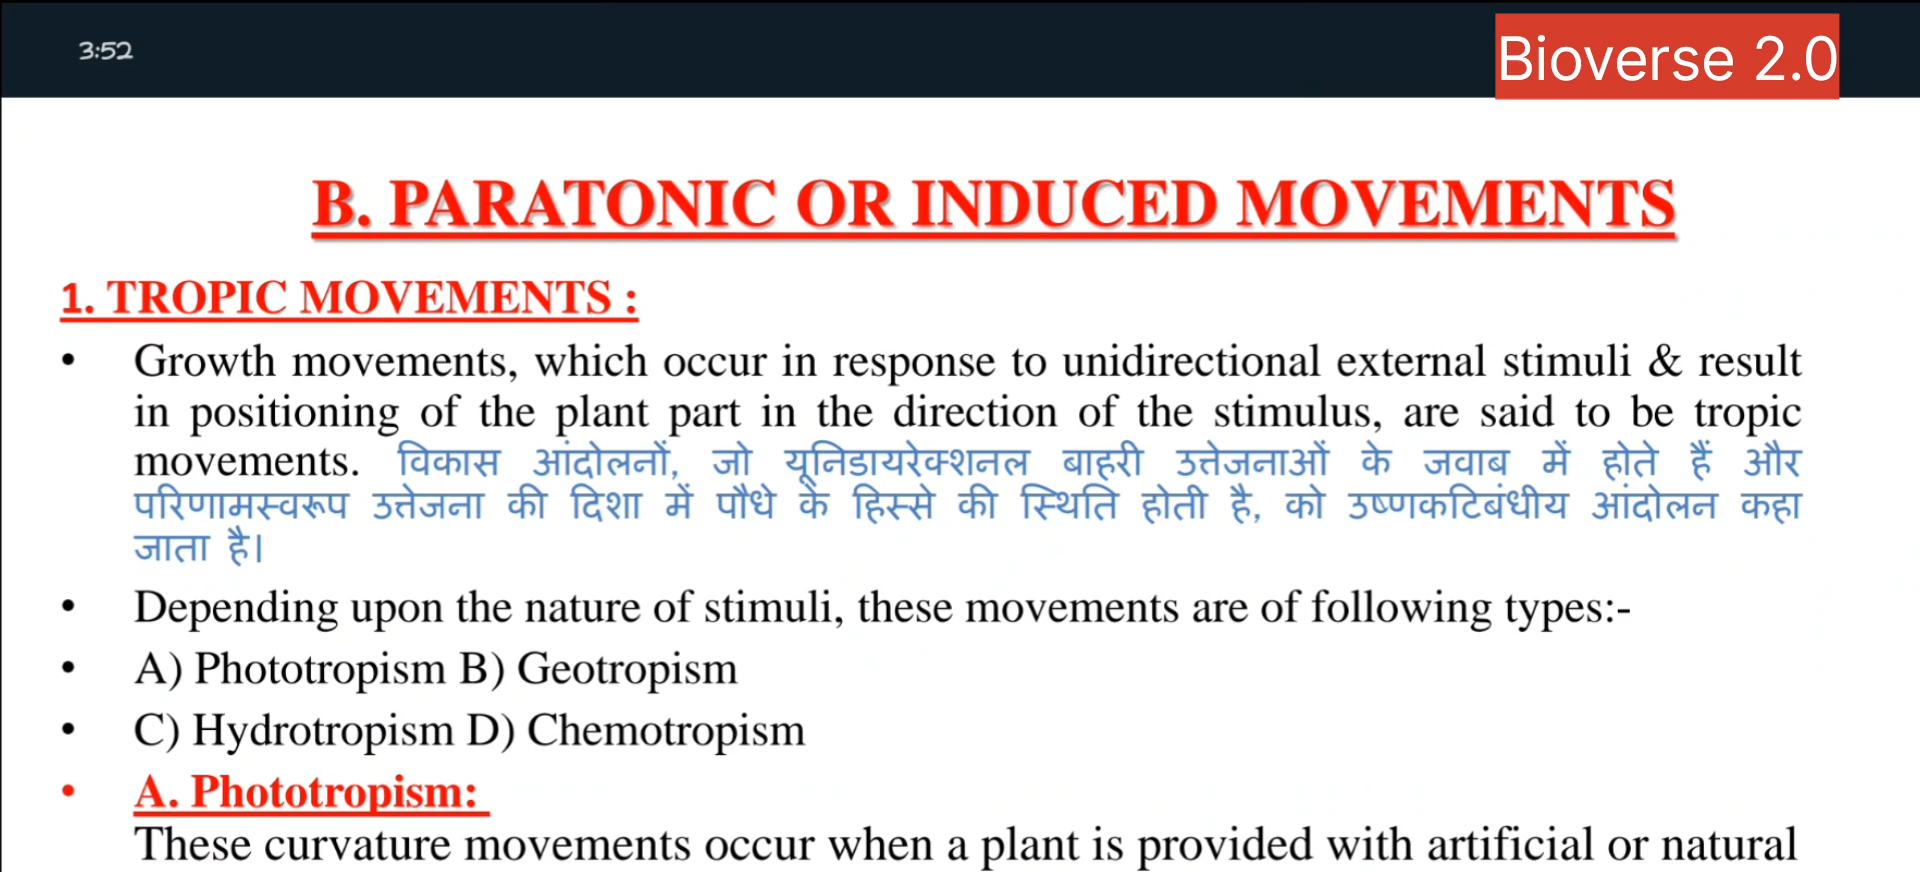 3:52
Bioverse 2.0
B. PARATONIC OR INDUCED MOVEMENTS
1. TROPIC MOVEMENTS :
• Growth movements, which occur in response to unidirectional external stimuli & result
in positioning of the plant part in the direction of the stimulus, are said to be tropic
movements. विकास आंदोलनों, जो यूनिडायरेक्शनल बाहरी उत्तेजनाओं के जवाब में होते हैं और
परिणामस्वरूप उत्तेजना की दिशा में पौधे के हिस्से की स्थिति होती है, को उष्णकटिबंधीय आंदोलन कहा
जाता है।
• Depending upon the nature of stimuli, these movements are of following types:-
• A) Phototropism B) Geotropism
• C) Hydrotropism D) Chemotropism
• A. Phototropism:
These curvature movements occur when a plant is provided with artificial or natural